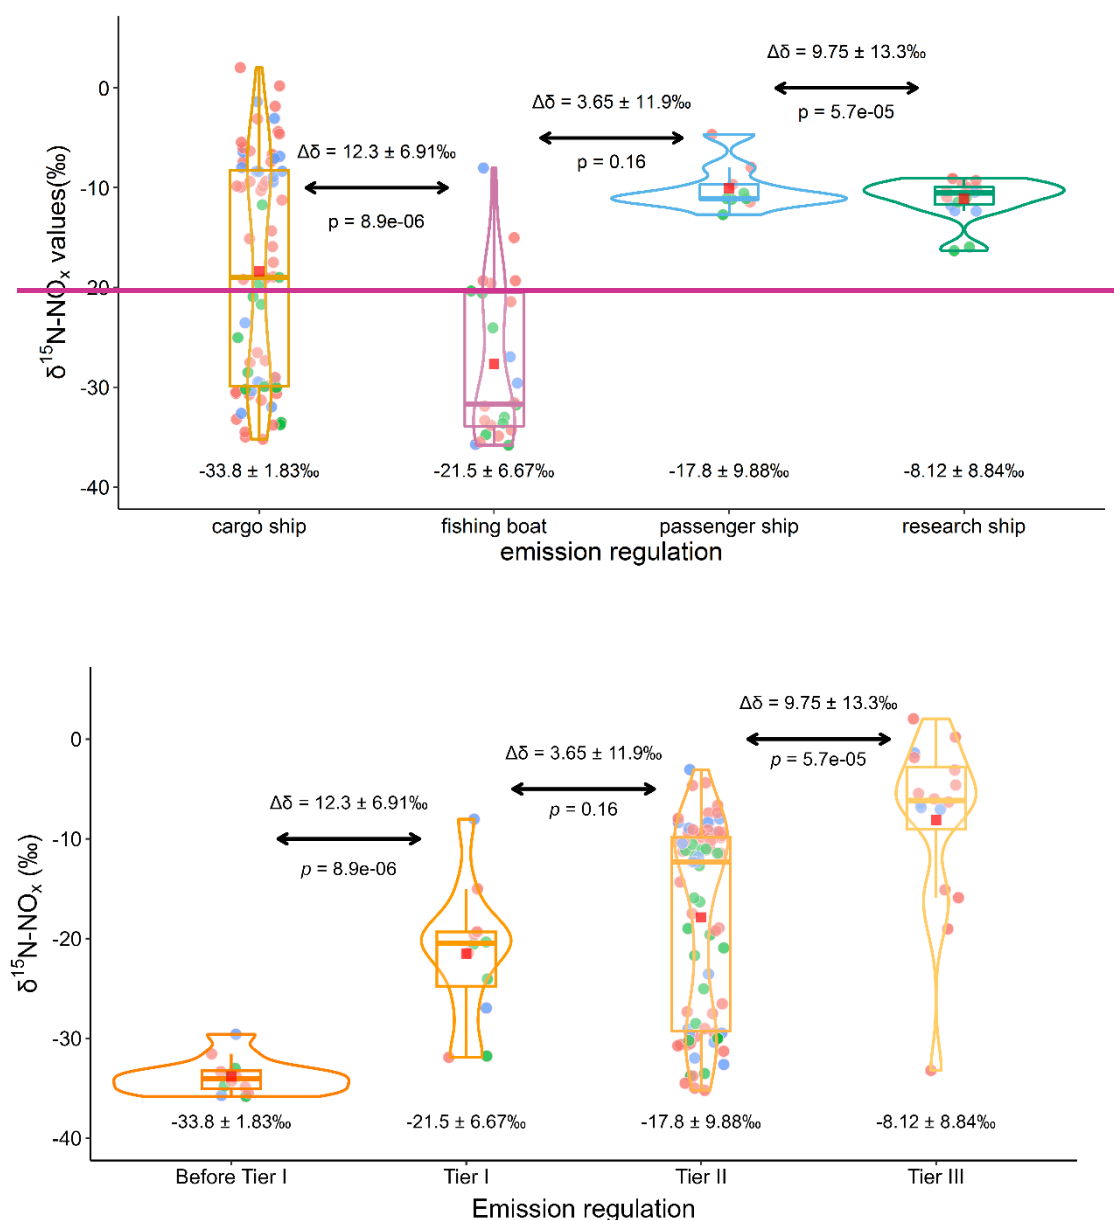 Δδ = 9.75 ± 13.3‰
p = 5.7e-05
Δδ = 3.65 ± 11.9‰
p = 0.16
Δδ = 12.3 ± 6.91‰
p = 8.9e-06
δ¹⁵N-NOₓ values(‰)
0
-10
-20
-30
-40
-33.8 ± 1.83‰ -21.5 ± 6.67‰ -17.8 ± 9.88‰ -8.12 ± 8.84‰
cargo ship fishing boat passenger ship research ship
emission regulation
Δδ = 9.75 ± 13.3‰
p = 5.7e-05
Δδ = 3.65 ± 11.9‰
p = 0.16
Δδ = 12.3 ± 6.91‰
p = 8.9e-06
δ¹⁵N-NOₓ (‰)
0
-10
-20
-30
-40
-33.8 ± 1.83‰ -21.5 ± 6.67‰ -17.8 ± 9.88‰ -8.12 ± 8.84‰
Before Tier I Tier I Tier II Tier III
Emission regulation